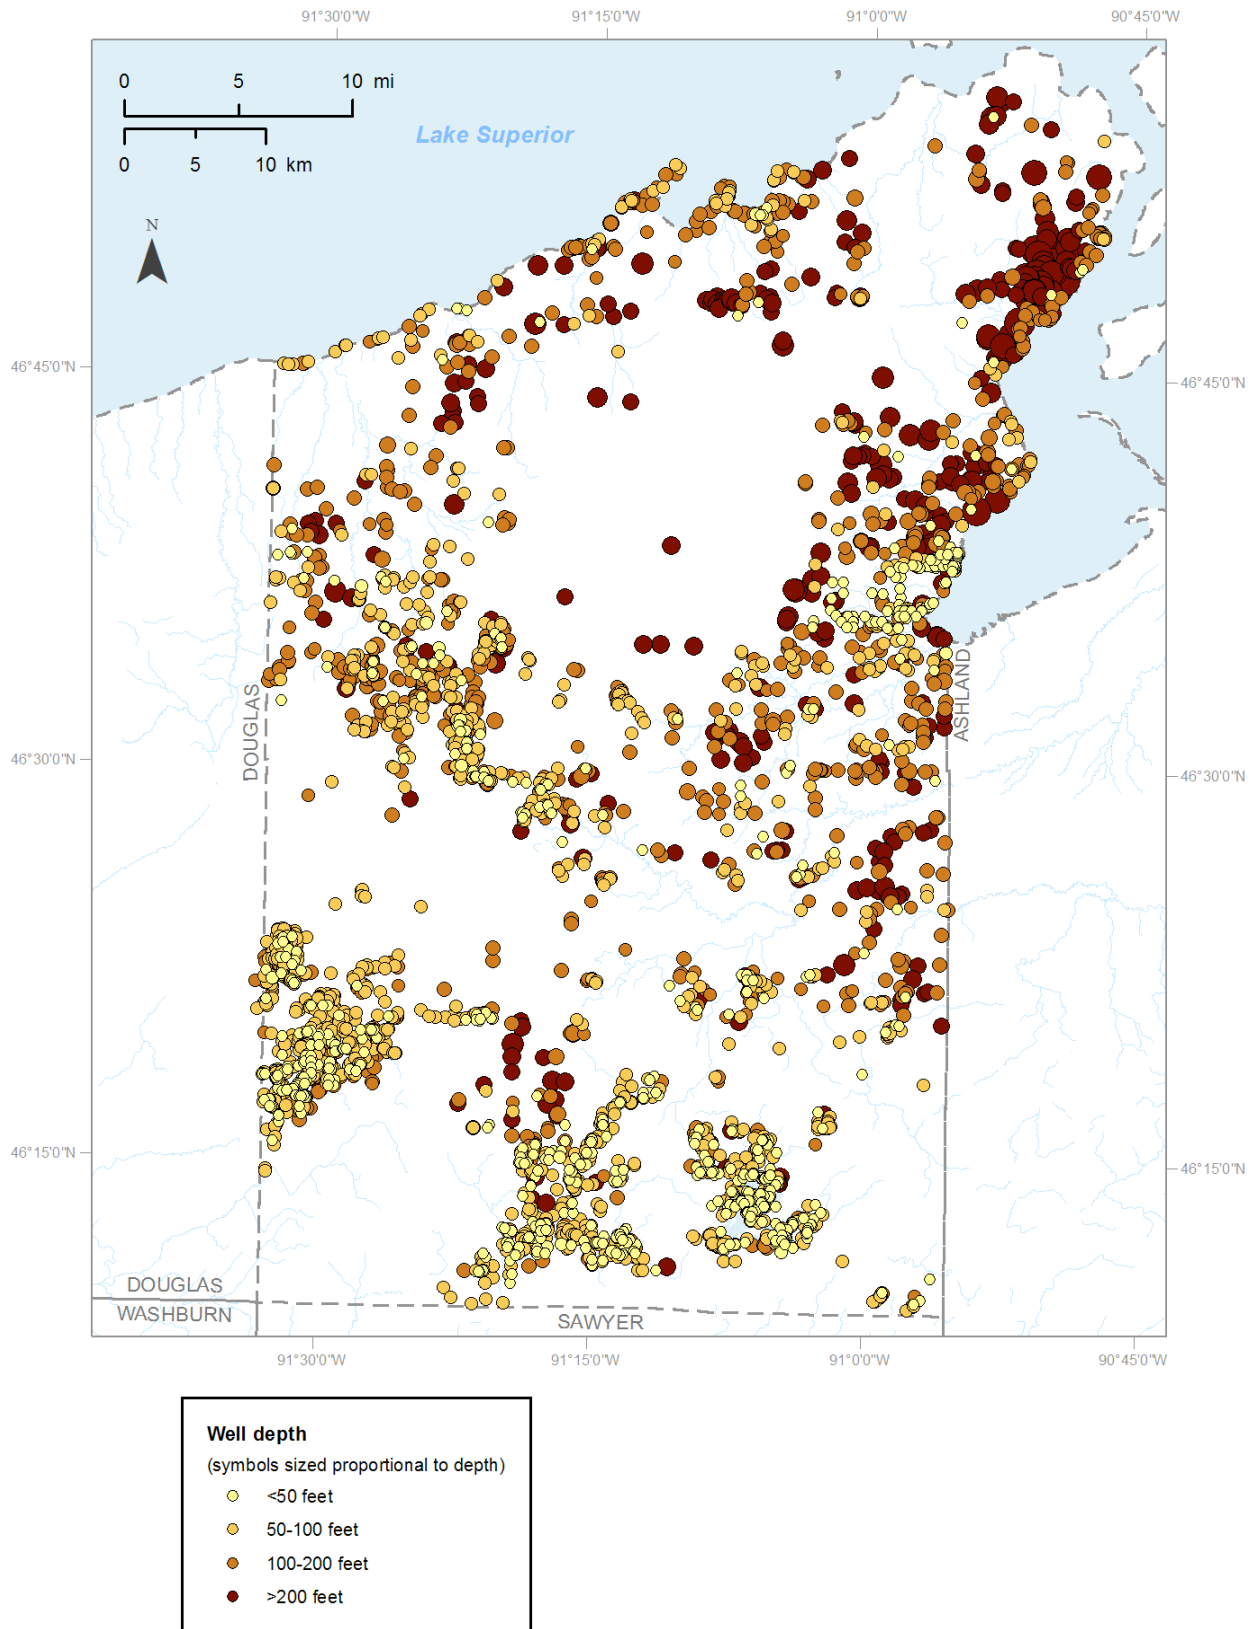 91°30'0"W 91°15'0"W 91°0'0"W 90°45'0"W
0 5 10 mi
0 5 10 km
Lake Superior
N
46°45'0"N
46°45'0"N
DOUGLAS
ASHLAND
46°30'0"N
46°30'0"N
46°15'0"N
46°15'0"N
DOUGLAS
WASHBURN
SAWYER
91°30'0"W 91°15'0"W 91°0'0"W 90°45'0"W
Well depth
(symbols sized proportional to depth)
<50 feet
50-100 feet
100-200 feet
>200 feet